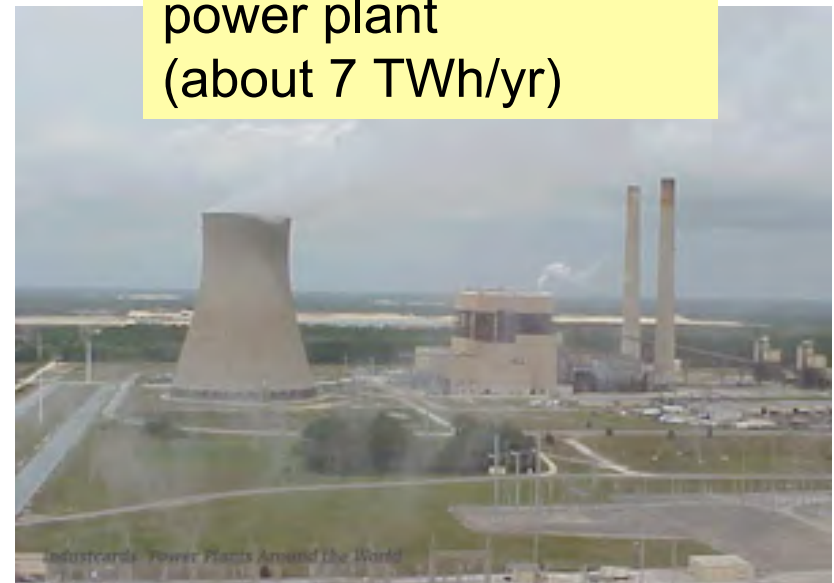 power plant
(about 7 TWh/yr)
Industcards Power Plants Around the World